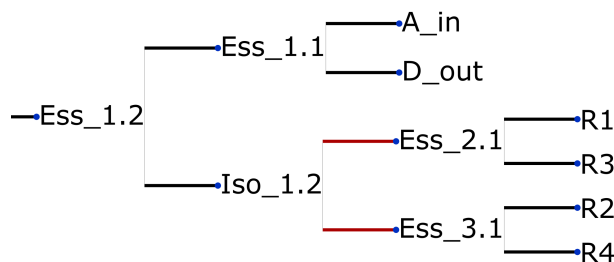 A_in
Ess_1.1
D_out
Ess_1.2
R1
Ess_2.1
R3
Iso_1.2
R2
Ess_3.1
R4